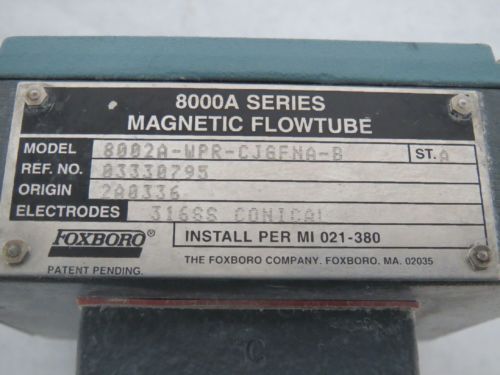 8000A SERIES
MAGNETIC FLOWTUBE
MODEL 8002A-WPR-CJGFNA-B ST. A
REF. NO. 03330795
ORIGIN 2A0336
ELECTRODES 316SS CONICAL
FOXBORO® INSTALL PER MI 021-380
PATENT PENDING. THE FOXBORO COMPANY. FOXBORO. MA. 02035
C